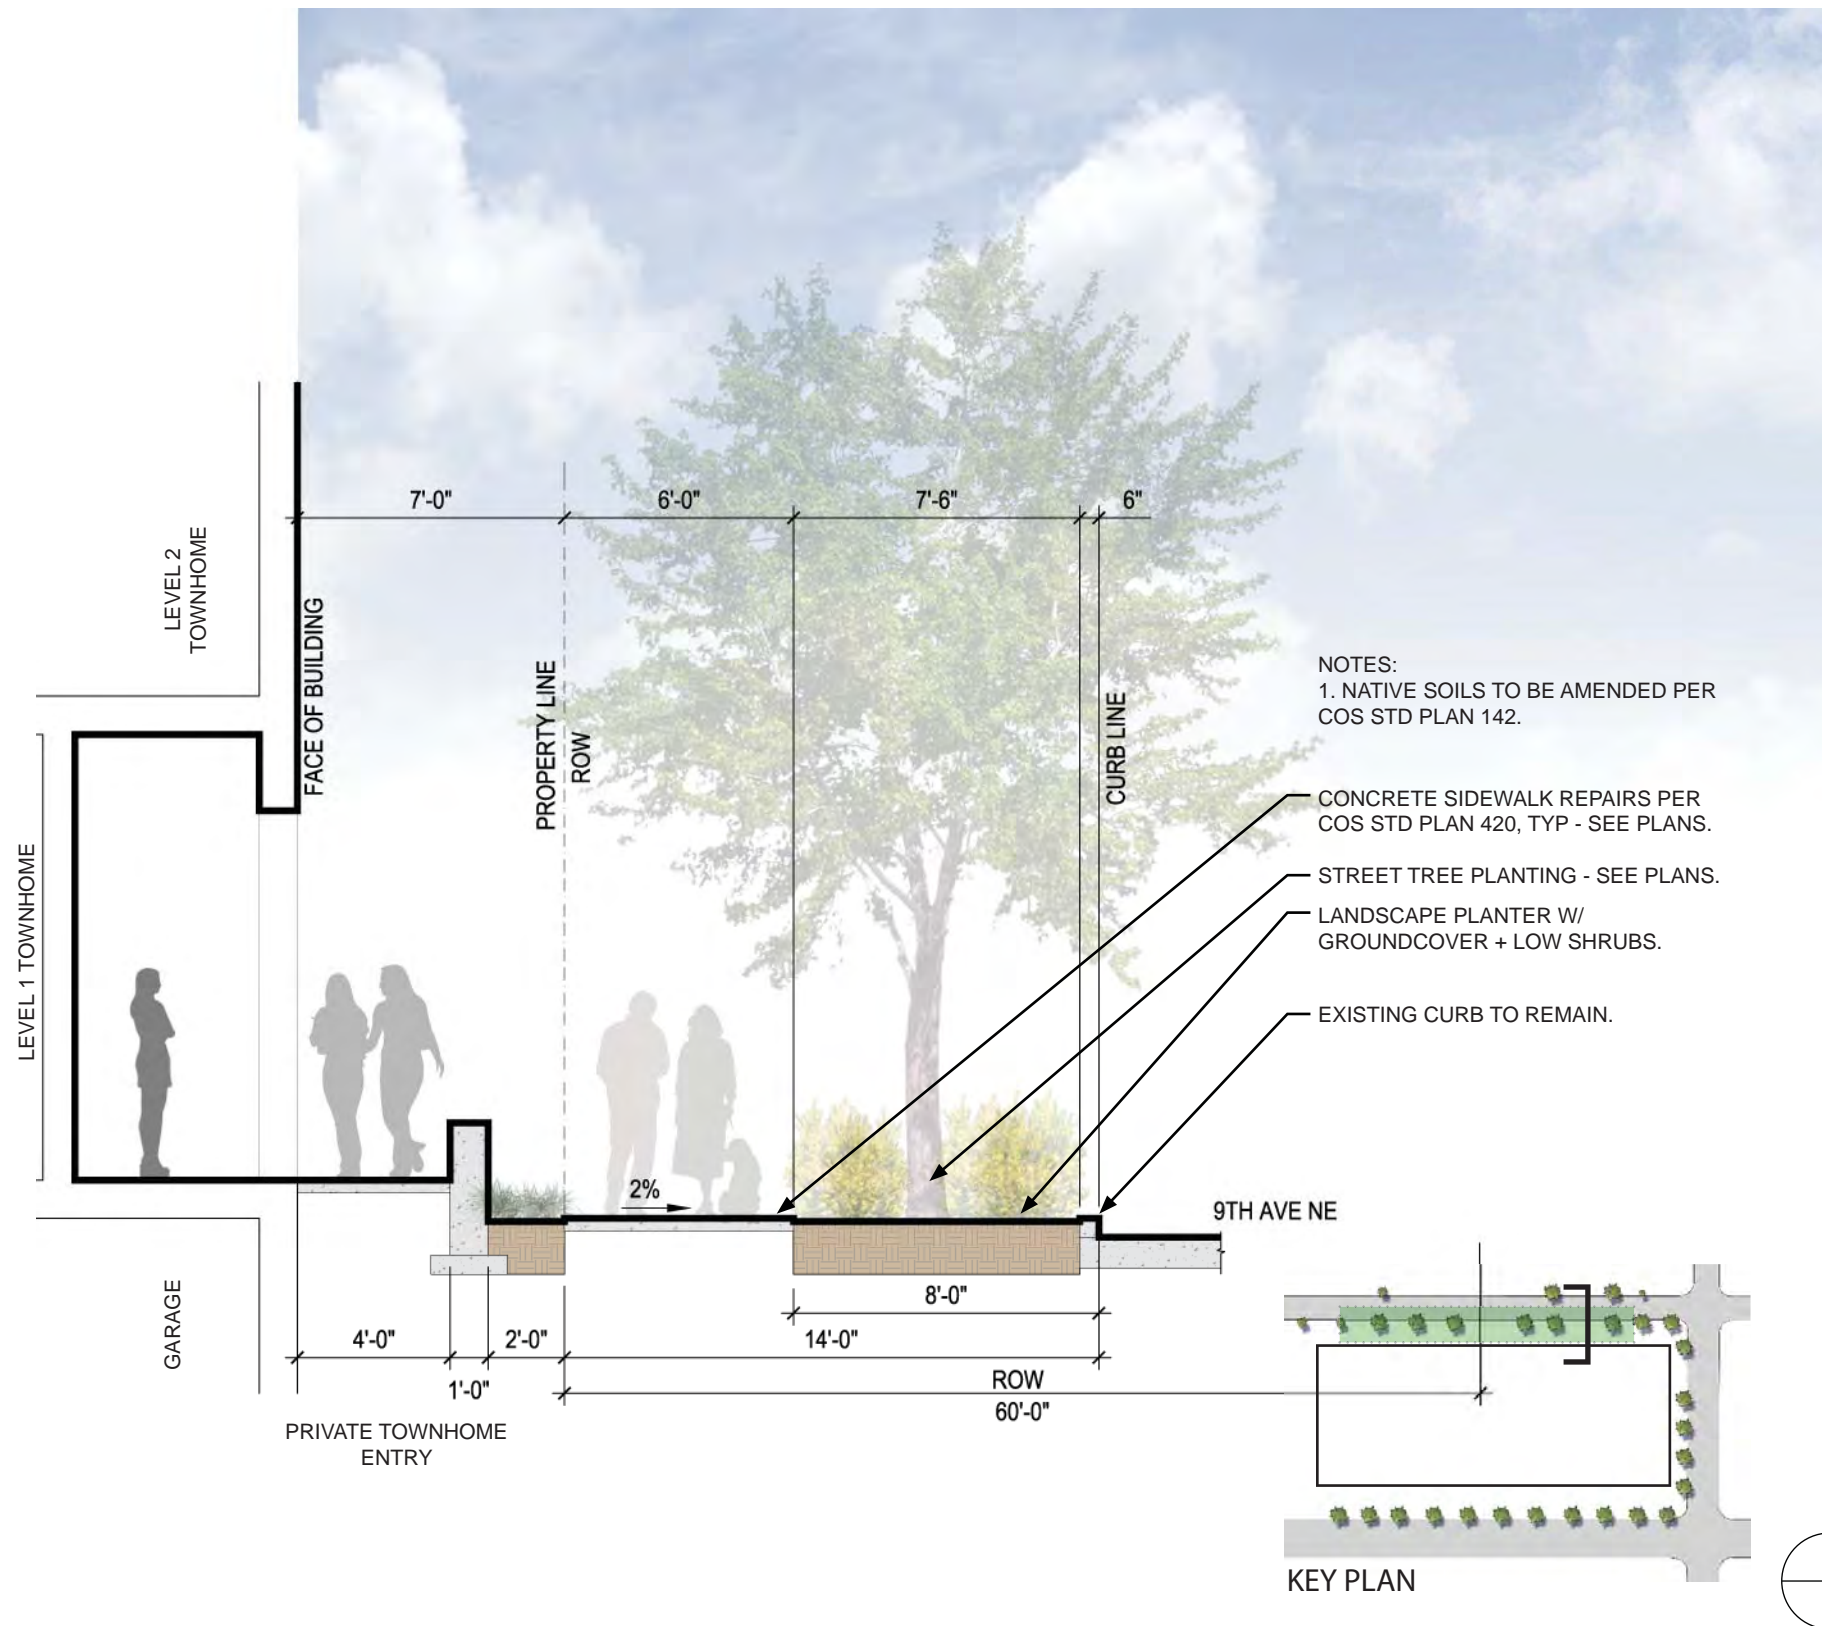 7'-0"
6'-0"
7'-6"
6"
LEVEL 2
TOWNHOME
FACE OF BUILDING
PROPERTY LINE
ROW
CURB LINE
NOTES:
1. NATIVE SOILS TO BE AMENDED PER
COS STD PLAN 142.
CONCRETE SIDEWALK REPAIRS PER
COS STD PLAN 420, TYP - SEE PLANS.
STREET TREE PLANTING - SEE PLANS.
LANDSCAPE PLANTER W/
GROUNDCOVER + LOW SHRUBS.
EXISTING CURB TO REMAIN.
LEVEL 1 TOWNHOME
2%
9TH AVE NE
GARAGE
8'-0"
4'-0"
2'-0"
14'-0"
1'-0"
ROW
60'-0"
PRIVATE TOWNHOME
ENTRY
KEY PLAN